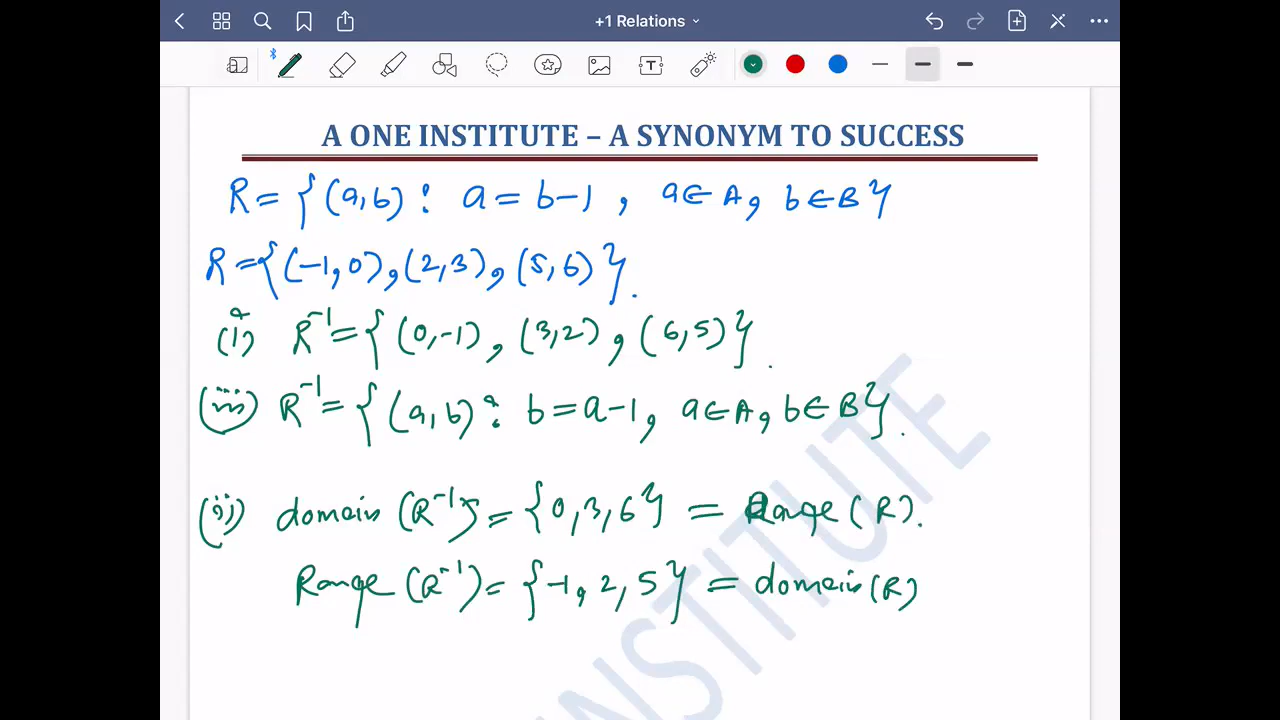 +1 Relations
A ONE INSTITUTE – A SYNONYM TO SUCCESS
R = {(a,b) : a = b-1 , a∈A, b∈B}
R = {(-1,0),(2,3),(5,6)}.
(i) R⁻¹ = {(0,-1), (3,2), (6,5)}.
(iii) R⁻¹ = {(a,b) : b = a-1, a∈A, b∈B}.
(ii) domain (R⁻¹) = {0,3,6} = Range (R).
Range (R⁻¹) = {-1, 2, 5} = domain (R)
INSTITUTE